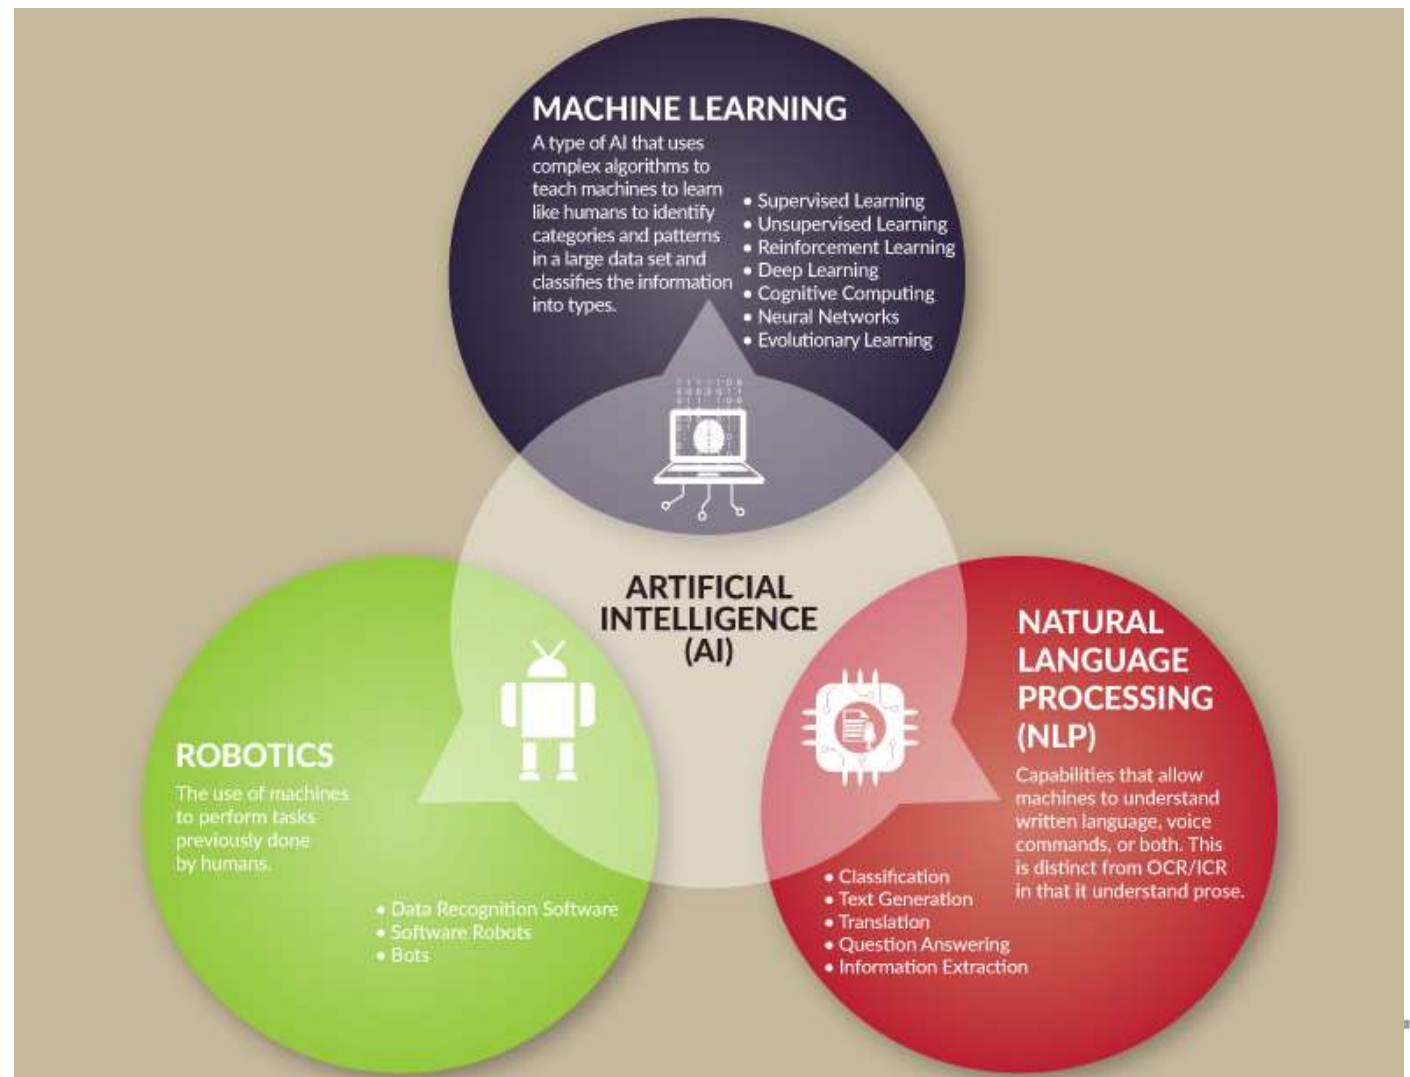 MACHINE LEARNING
A type of AI that uses
complex algorithms to
teach machines to learn
like humans to identify
categories and patterns
in a large data set and
classifies the information
into types.
• Supervised Learning
• Unsupervised Learning
• Reinforcement Learning
• Deep Learning
• Cognitive Computing
• Neural Networks
• Evolutionary Learning
ARTIFICIAL
INTELLIGENCE
(AI)
ROBOTICS
The use of machines
to perform tasks
previously done
by humans.
• Data Recognition Software
• Software Robots
• Bots
NATURAL
LANGUAGE
PROCESSING
(NLP)
Capabilities that allow
machines to understand
written language, voice
commands, or both. This
is distinct from OCR/ICR
in that it understand prose.
• Classification
• Text Generation
• Translation
• Question Answering
• Information Extraction